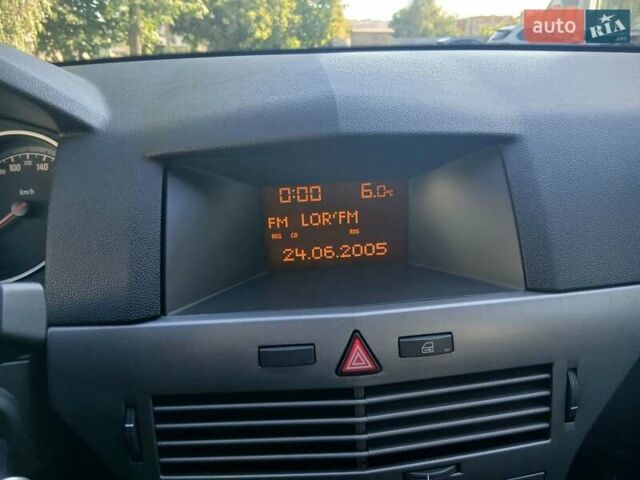 auto RIA.com
100 120 140
km/h
0:00 6.0°C
FM LOR'FM
REG CD RDS
24.06.2005